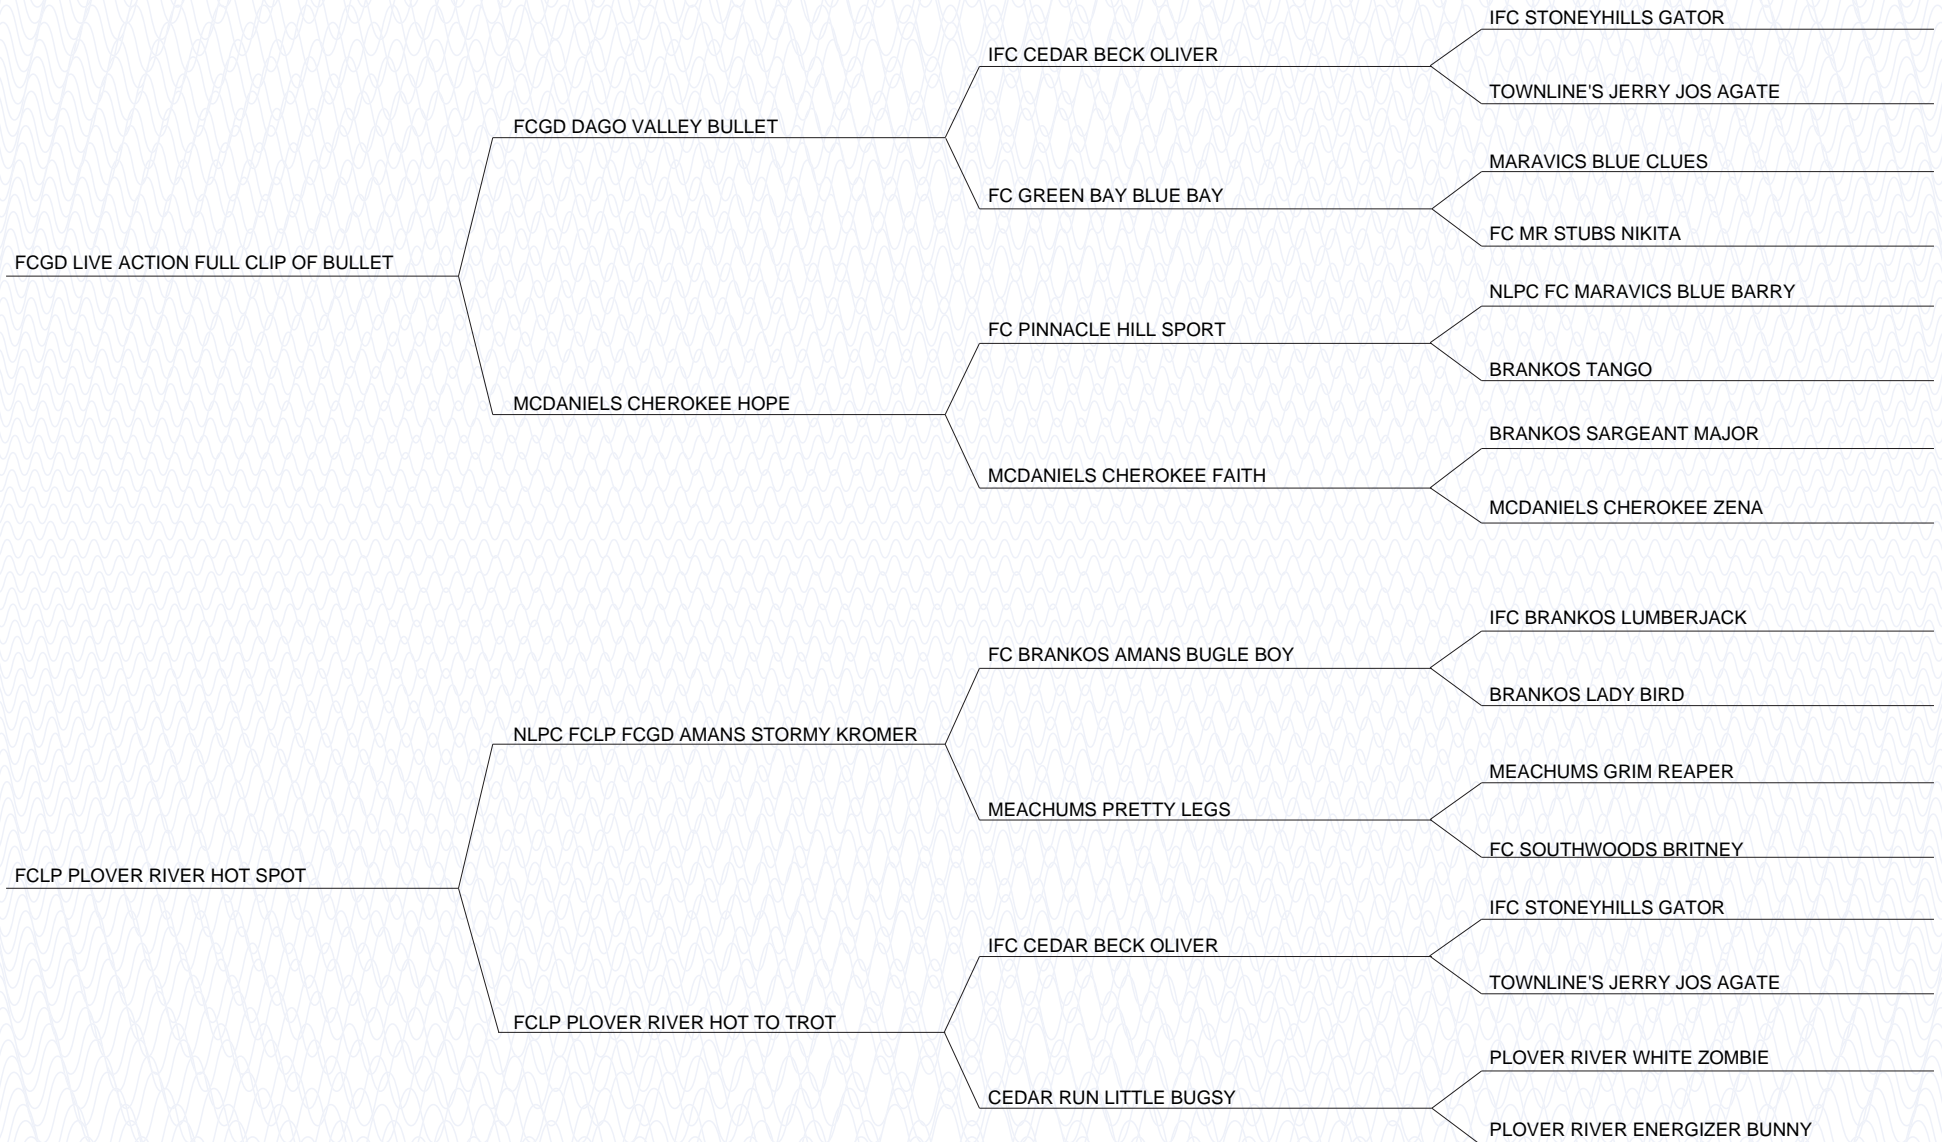 IFC STONEYHILLS GATOR
IFC CEDAR BECK OLIVER
TOWNLINE'S JERRY JOS AGATE
FCGD DAGO VALLEY BULLET
MARAVICS BLUE CLUES
FC GREEN BAY BLUE BAY
FC MR STUBS NIKITA
FCGD LIVE ACTION FULL CLIP OF BULLET
NLPC FC MARAVICS BLUE BARRY
FC PINNACLE HILL SPORT
BRANKOS TANGO
MCDANIELS CHEROKEE HOPE
BRANKOS SARGEANT MAJOR
MCDANIELS CHEROKEE FAITH
MCDANIELS CHEROKEE ZENA
IFC BRANKOS LUMBERJACK
FC BRANKOS AMANS BUGLE BOY
BRANKOS LADY BIRD
NLPC FCLP FCGD AMANS STORMY KROMER
MEACHUMS GRIM REAPER
MEACHUMS PRETTY LEGS
FC SOUTHWOODS BRITNEY
FCLP PLOVER RIVER HOT SPOT
IFC STONEYHILLS GATOR
IFC CEDAR BECK OLIVER
TOWNLINE'S JERRY JOS AGATE
FCLP PLOVER RIVER HOT TO TROT
PLOVER RIVER WHITE ZOMBIE
CEDAR RUN LITTLE BUGSY
PLOVER RIVER ENERGIZER BUNNY